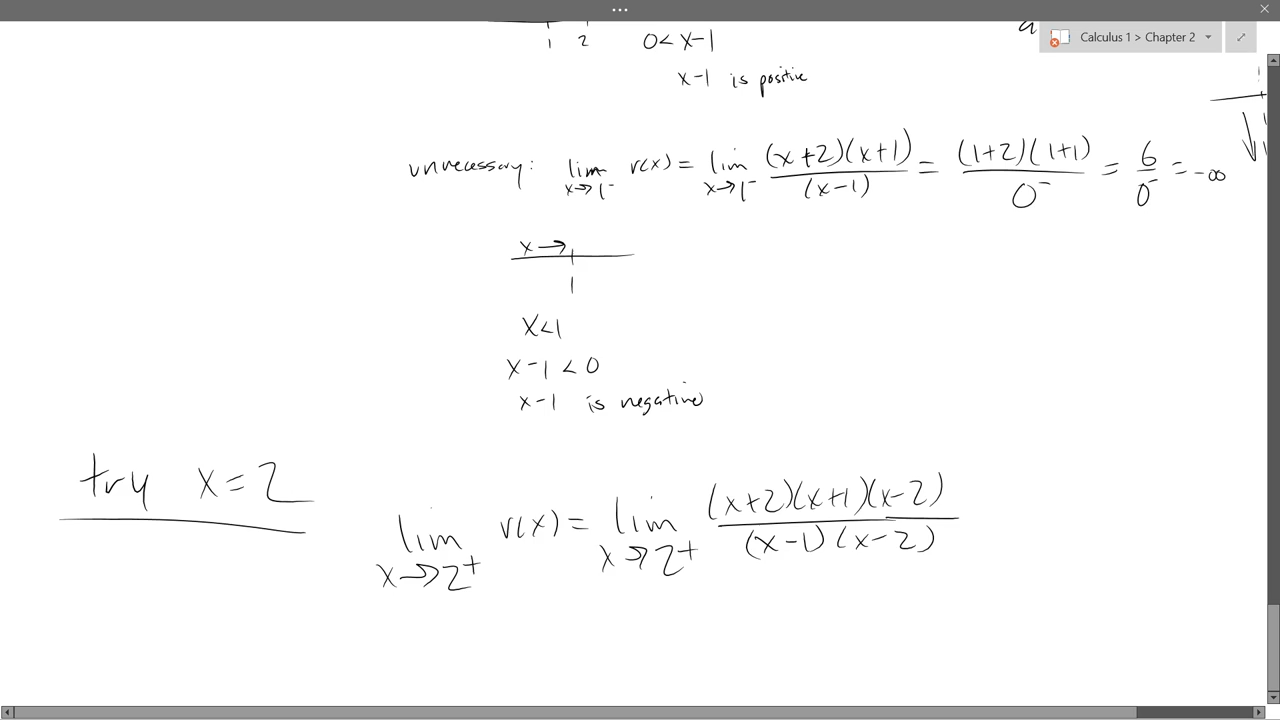 ...
Calculus 1 > Chapter 2
1 2 0 < x-1
x-1 is positive
unnecessary: lim x→1⁻ r(x) = lim x→1⁻ (x+2)(x+1)/(x-1) = (1+2)(1+1)/0⁻ = 6/0⁻ = -∞
x →
1
x<1
x-1 < 0
x-1 is negative
try x=2
lim x→2⁺ r(x) = lim x→2⁺ (x+2)(x+1)(x-2)/(x-1)(x-2)